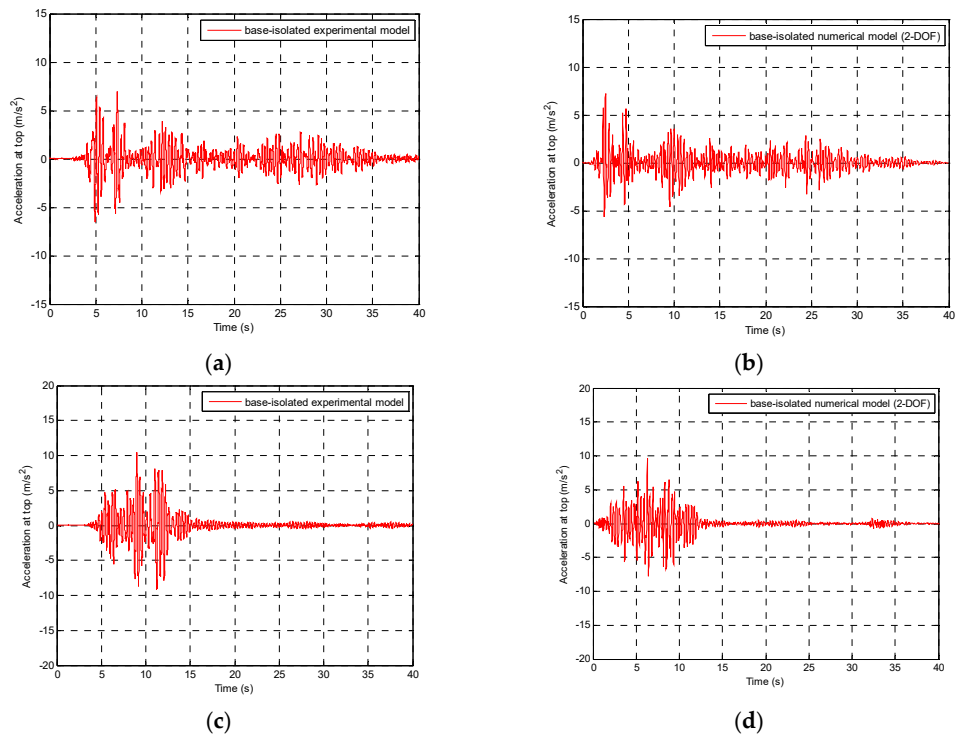 base-isolated experimental model
15
10
5
0
-5
-10
-15
Acceleration at top (m/s²)
0 5 10 15 20 25 30 35 40
Time (s)
(a)
base-isolated numerical model (2-DOF)
15
10
5
0
-5
-10
-15
Acceleration at top (m/s²)
0 5 10 15 20 25 30 35 40
Time (s)
(b)
base-isolated experimental model
20
15
10
5
0
-5
-10
-15
-20
Acceleration at top (m/s²)
0 5 10 15 20 25 30 35 40
Time (s)
(c)
base-isolated numerical model (2-DOF)
20
15
10
5
0
-5
-10
-15
-20
Acceleration at top (m/s²)
0 5 10 15 20 25 30 35 40
Time (s)
(d)